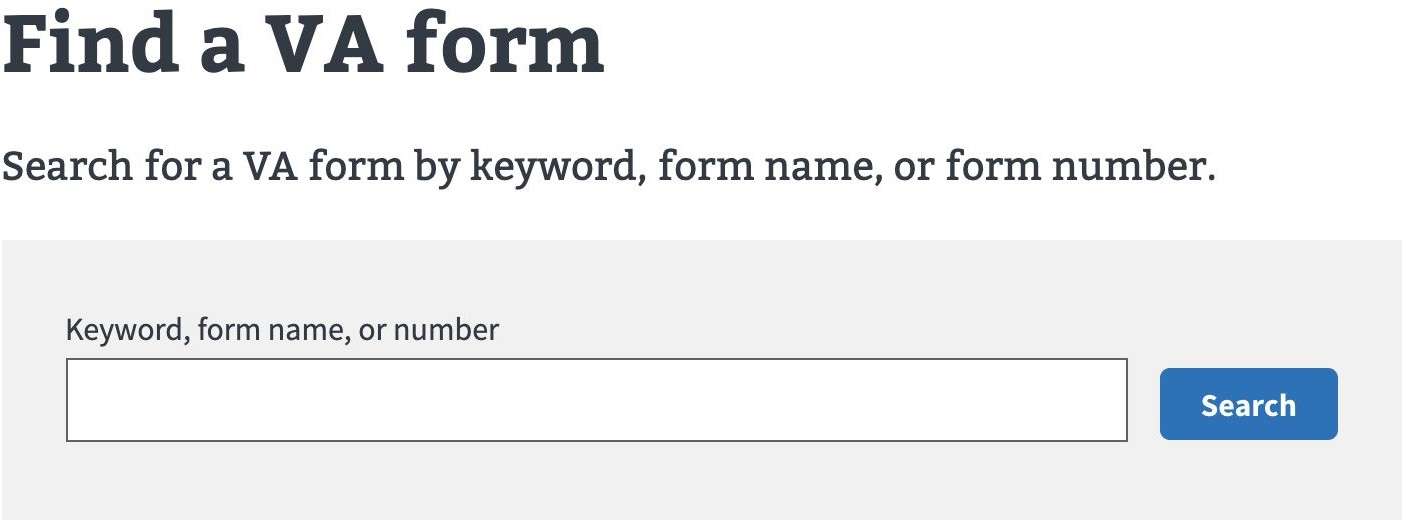 Find a VA form
Search for a VA form by keyword, form name, or form number.
Keyword, form name, or number
Search